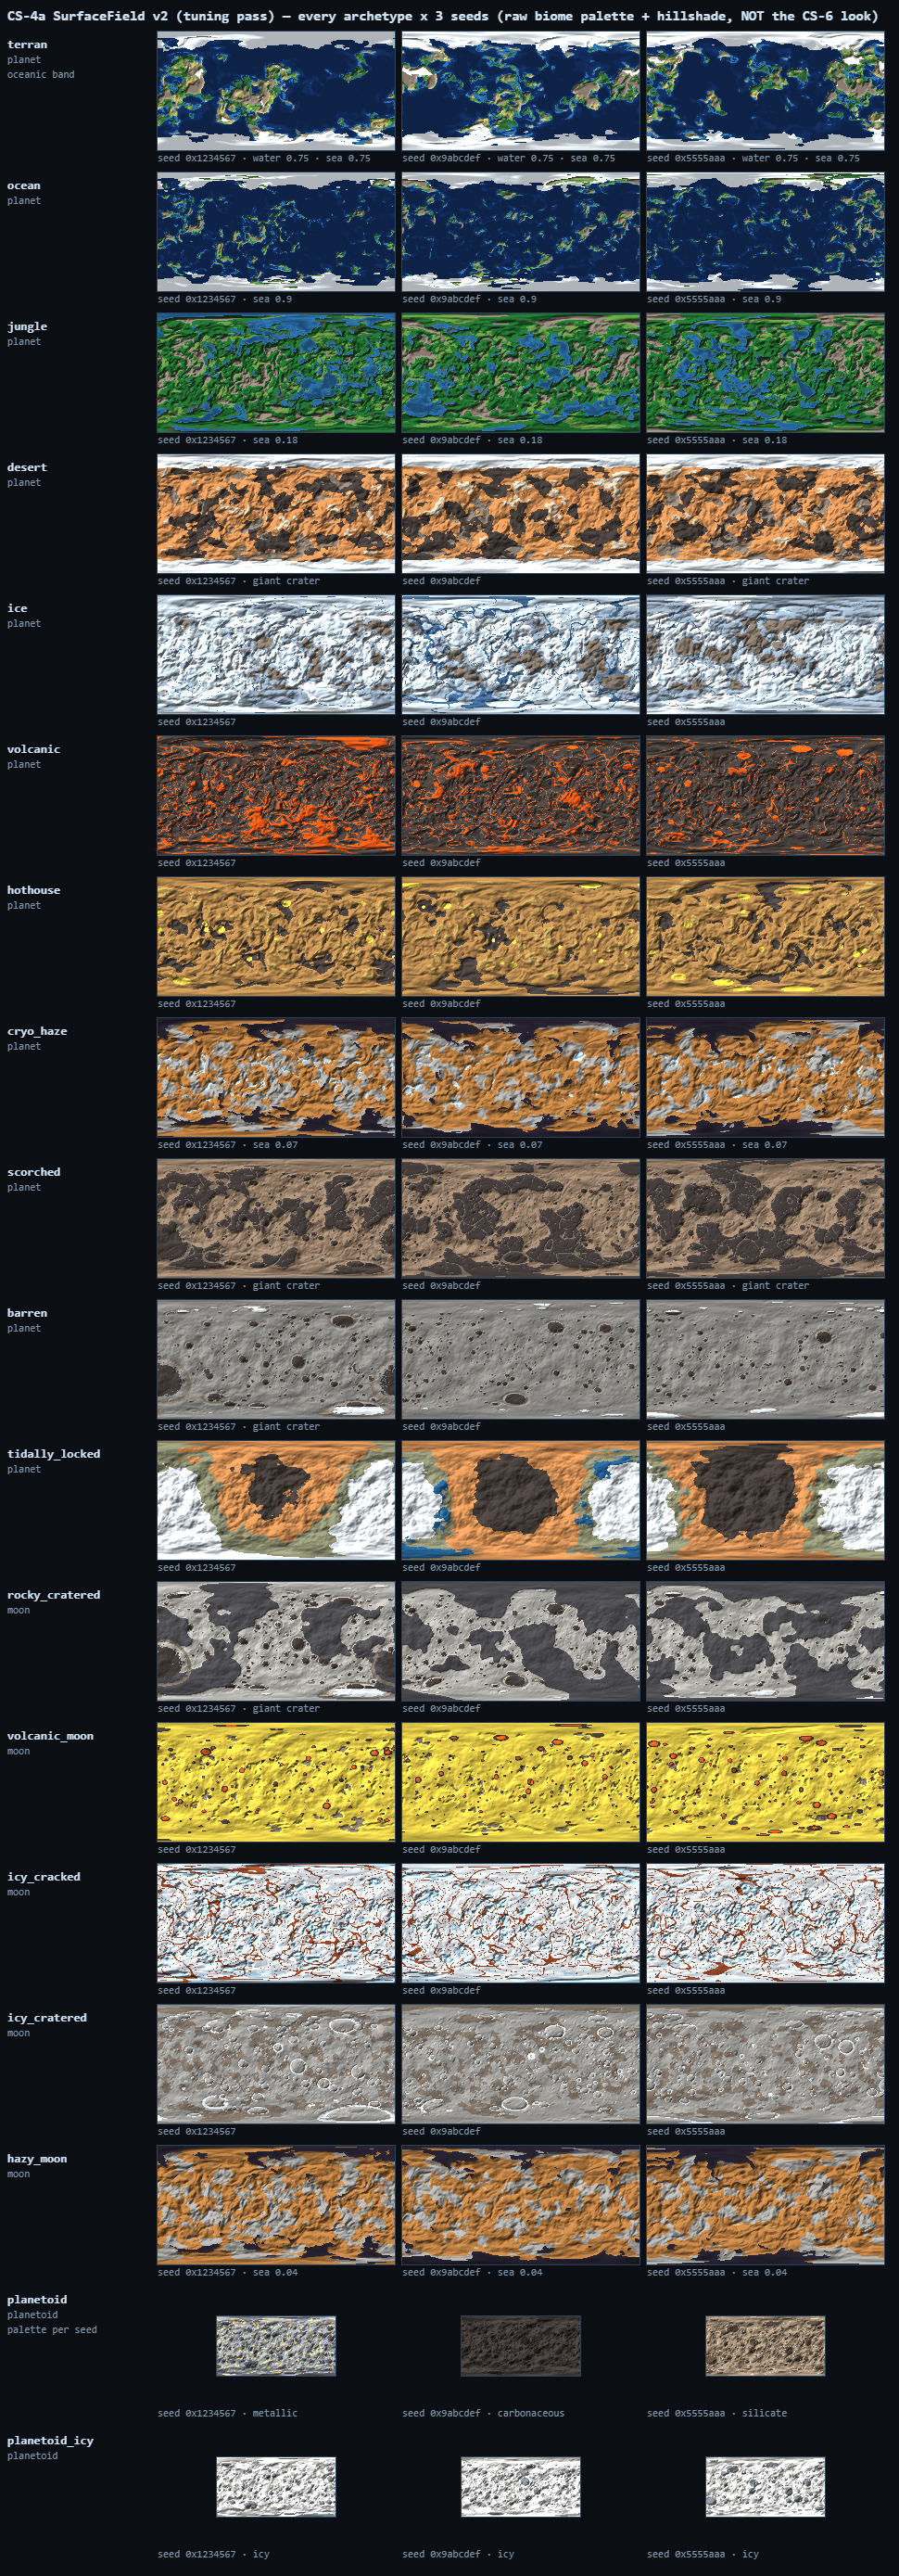 CS-4a SurfaceField v2 (tuning pass) — every archetype x 3 seeds (raw biome palette + hillshade, NOT the CS-6 look)
terran
planet
oceanic band
seed 0x1234567 · water 0.75 · sea 0.75
seed 0x9abcdef · water 0.75 · sea 0.75
seed 0x5555aaa · water 0.75 · sea 0.75
ocean
planet
seed 0x1234567 · sea 0.9
seed 0x9abcdef · sea 0.9
seed 0x5555aaa · sea 0.9
jungle
planet
seed 0x1234567 · sea 0.18
seed 0x9abcdef · sea 0.18
seed 0x5555aaa · sea 0.18
desert
planet
seed 0x1234567 · giant crater
seed 0x9abcdef
seed 0x5555aaa · giant crater
ice
planet
seed 0x1234567
seed 0x9abcdef
seed 0x5555aaa
volcanic
planet
seed 0x1234567
seed 0x9abcdef
seed 0x5555aaa
hothouse
planet
seed 0x1234567
seed 0x9abcdef
seed 0x5555aaa
cryo_haze
planet
seed 0x1234567 · sea 0.07
seed 0x9abcdef · sea 0.07
seed 0x5555aaa · sea 0.07
scorched
planet
seed 0x1234567 · giant crater
seed 0x9abcdef
seed 0x5555aaa · giant crater
barren
planet
seed 0x1234567 · giant crater
seed 0x9abcdef
seed 0x5555aaa
tidally_locked
planet
seed 0x1234567
seed 0x9abcdef
seed 0x5555aaa
rocky_cratered
moon
seed 0x1234567 · giant crater
seed 0x9abcdef
seed 0x5555aaa
volcanic_moon
moon
seed 0x1234567
seed 0x9abcdef
seed 0x5555aaa
icy_cracked
moon
seed 0x1234567
seed 0x9abcdef
seed 0x5555aaa
icy_cratered
moon
seed 0x1234567
seed 0x9abcdef
seed 0x5555aaa
hazy_moon
moon
seed 0x1234567 · sea 0.04
seed 0x9abcdef · sea 0.04
seed 0x5555aaa · sea 0.04
planetoid
planetoid
palette per seed
seed 0x1234567 · metallic
seed 0x9abcdef · carbonaceous
seed 0x5555aaa · silicate
planetoid_icy
planetoid
seed 0x1234567 · icy
seed 0x9abcdef · icy
seed 0x5555aaa · icy